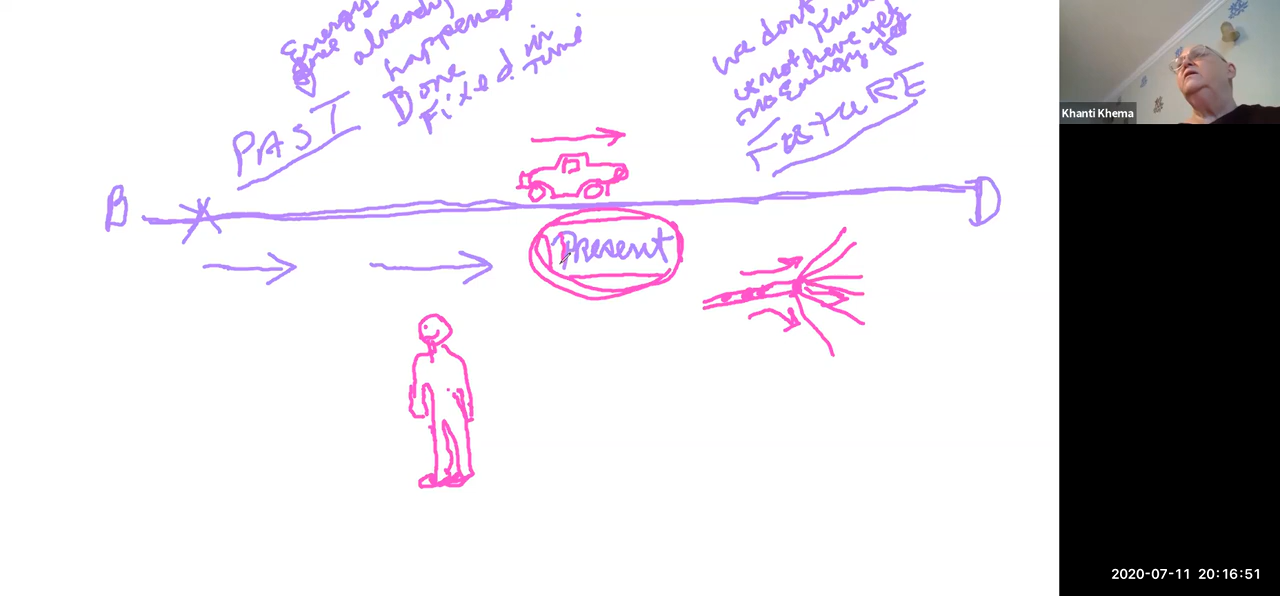 Energy
already
happened
Done
Fixed in
Time
PAST
we don't
know
is not here yet
no Energy yet
FUTURE
B
D
Present
Khanti Khema
2020-07-11 20:16:51